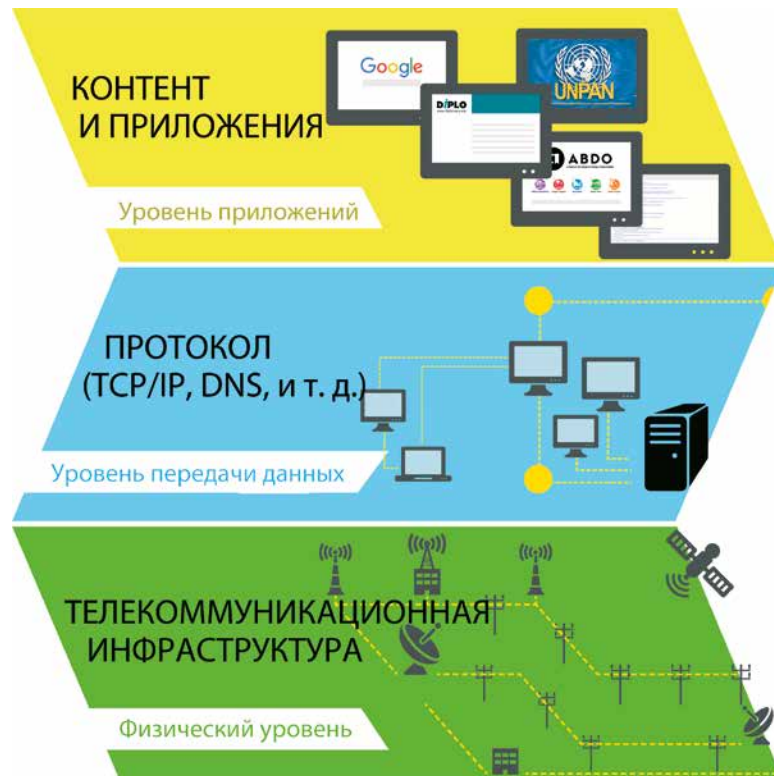 КОНТЕНТ
И ПРИЛОЖЕНИЯ
Google
UNPAN
DiPLO
ABDO
Уровень приложений
ПРОТОКОЛ
(TCP/IP, DNS, и т. д.)
Уровень передачи данных
ТЕЛЕКОММУНИКАЦИОННАЯ
ИНФРАСТРУКТУРА
Физический уровень